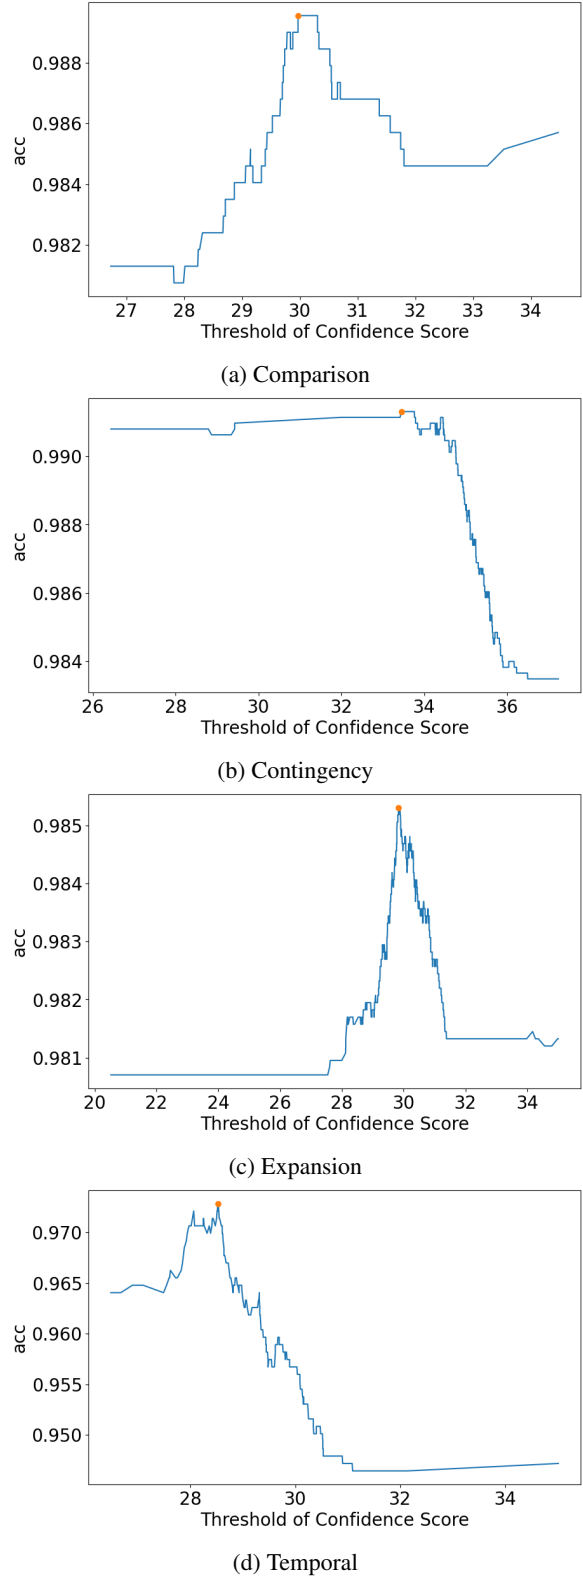 0.988
0.986
0.984
0.982
acc
27 28 29 30 31 32 33 34
Threshold of Confidence Score
(a) Comparison
0.990
0.988
0.986
0.984
acc
26 28 30 32 34 36
Threshold of Confidence Score
(b) Contingency
0.985
0.984
0.983
0.982
0.981
acc
20 22 24 26 28 30 32 34
Threshold of Confidence Score
(c) Expansion
0.970
0.965
0.960
0.955
0.950
acc
28 30 32 34
Threshold of Confidence Score
(d) Temporal